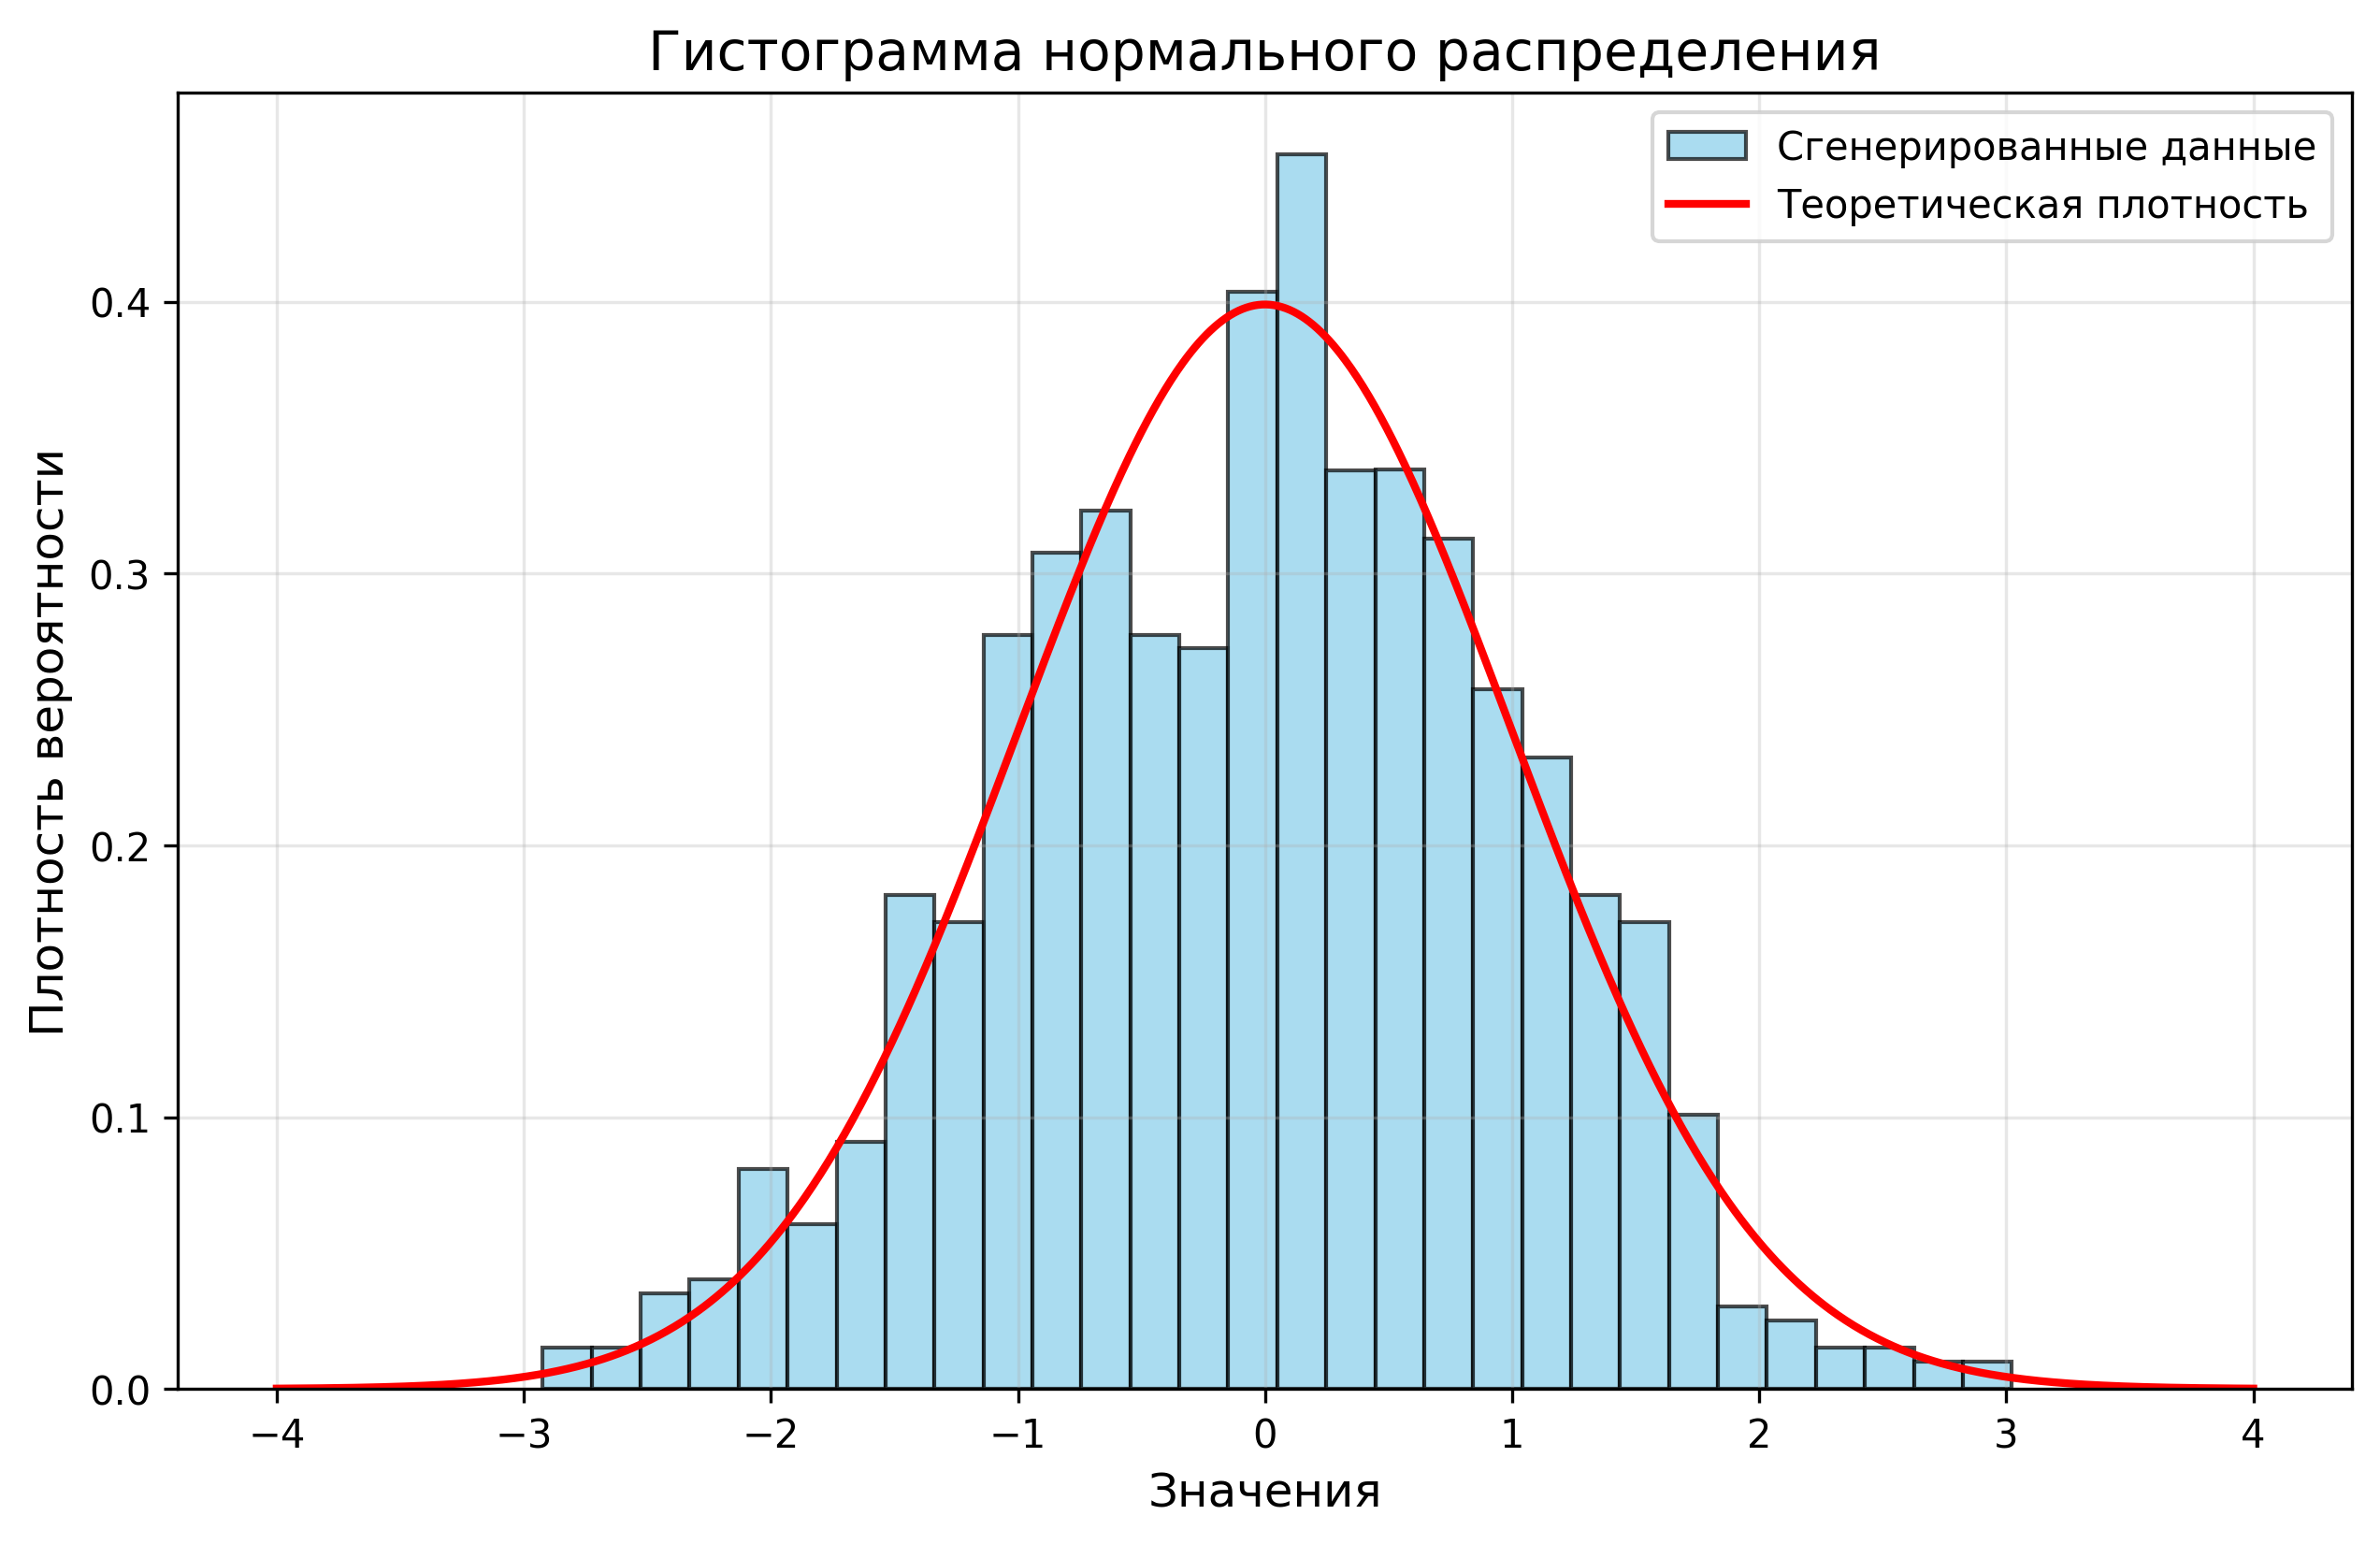 Гистограмма нормального распределения
Сгенерированные данные
Теоретическая плотность
Плотность вероятности
0.4
0.3
0.2
0.1
0.0
−4 −3 −2 −1 0 1 2 3 4
Значения